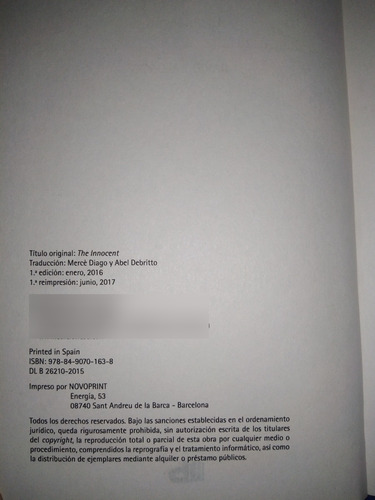 Título original: The Innocent
Traducción: Mercè Diago y Abel Debritto
1.ª edición: enero, 2016
1.ª reimpresión: junio, 2017
Printed in Spain
ISBN: 978-84-9070-163-8
DL B 26210-2015
Impreso por NOVOPRINT
Energía, 53
08740 Sant Andreu de la Barca - Barcelona
Todos los derechos reservados. Bajo las sanciones establecidas en el ordenamiento
jurídico, queda rigurosamente prohibida, sin autorización escrita de los titulares
del copyright, la reproducción total o parcial de esta obra por cualquier medio o
procedimiento, comprendidos la reprografía y el tratamiento informático, así como
la distribución de ejemplares mediante alquiler o préstamo públicos.